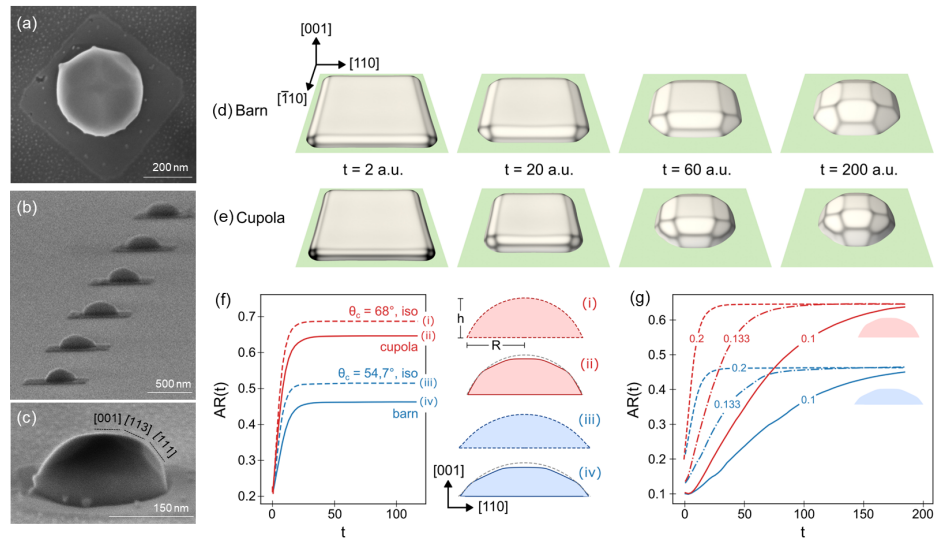 (a)
200 nm
(b)
500 nm
(c)
[001]
[113]
[111]
150 nm
[001]
[110]
[1̄10]
(d) Barn
t = 2 a.u.
t = 20 a.u.
t = 60 a.u.
t = 200 a.u.
(e) Cupola
(f)
θc = 68°, iso
(i)
(ii)
cupola
θc = 54,7°, iso
(iii)
(iv)
barn
AR(t)
0.7
0.6
0.5
0.4
0.3
0.2
0
50
100
t
h
R
(i)
(ii)
(iii)
(iv)
[001]
[110]
(g)
AR(t)
0.6
0.5
0.4
0.3
0.2
0.1
0.2
0.133
0.1
0.2
0.133
0.1
0
50
100
150
200
t